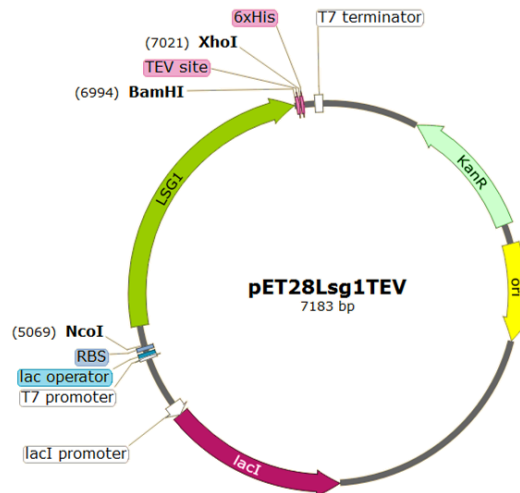 6xHis
T7 terminator
(7021) XhoI
TEV site
(6994) BamHI
LSG1
KanR
ori
pET28Lsg1TEV
7183 bp
(5069) NcoI
RBS
lac operator
T7 promoter
lacI promoter
lacI